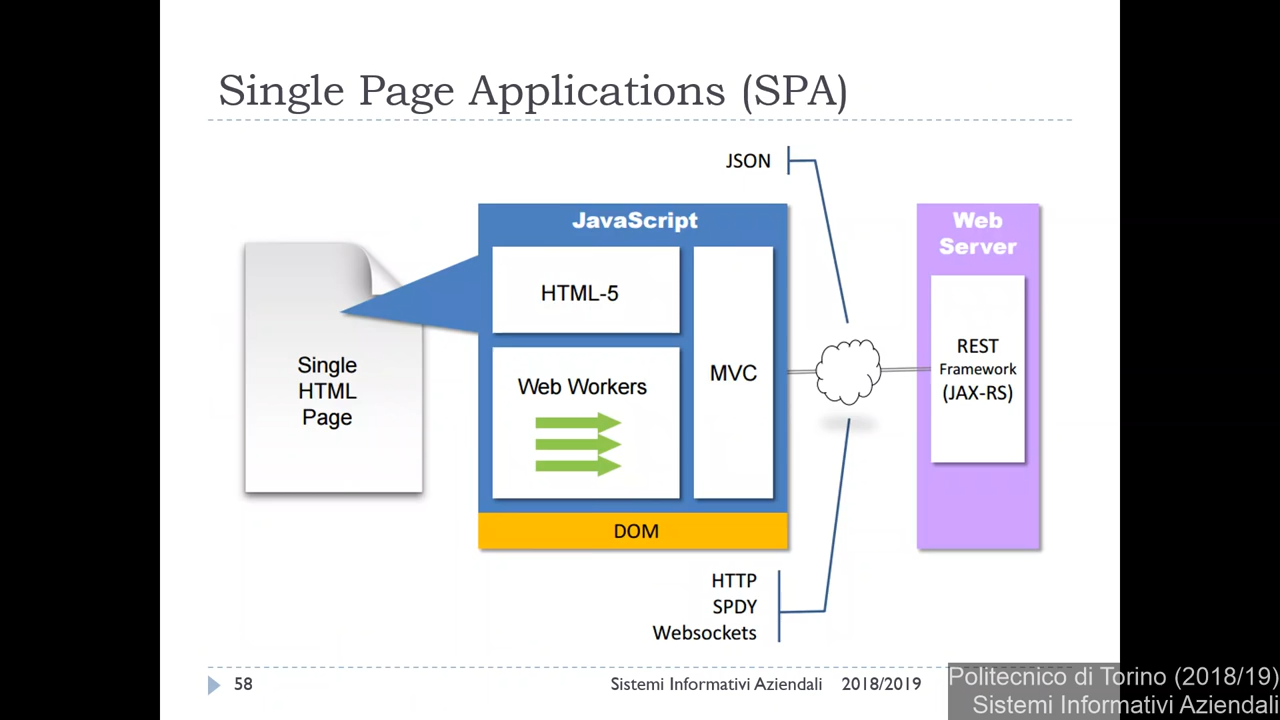 Single Page Applications (SPA)
JSON
JavaScript
Web
Server
HTML-5
Single
HTML
Page
Web Workers
MVC
REST
Framework
(JAX-RS)
DOM
HTTP
SPDY
Websockets
58
Sistemi Informativi Aziendali 2018/2019
Politecnico di Torino (2018/19)
Sistemi Informativi Aziendali